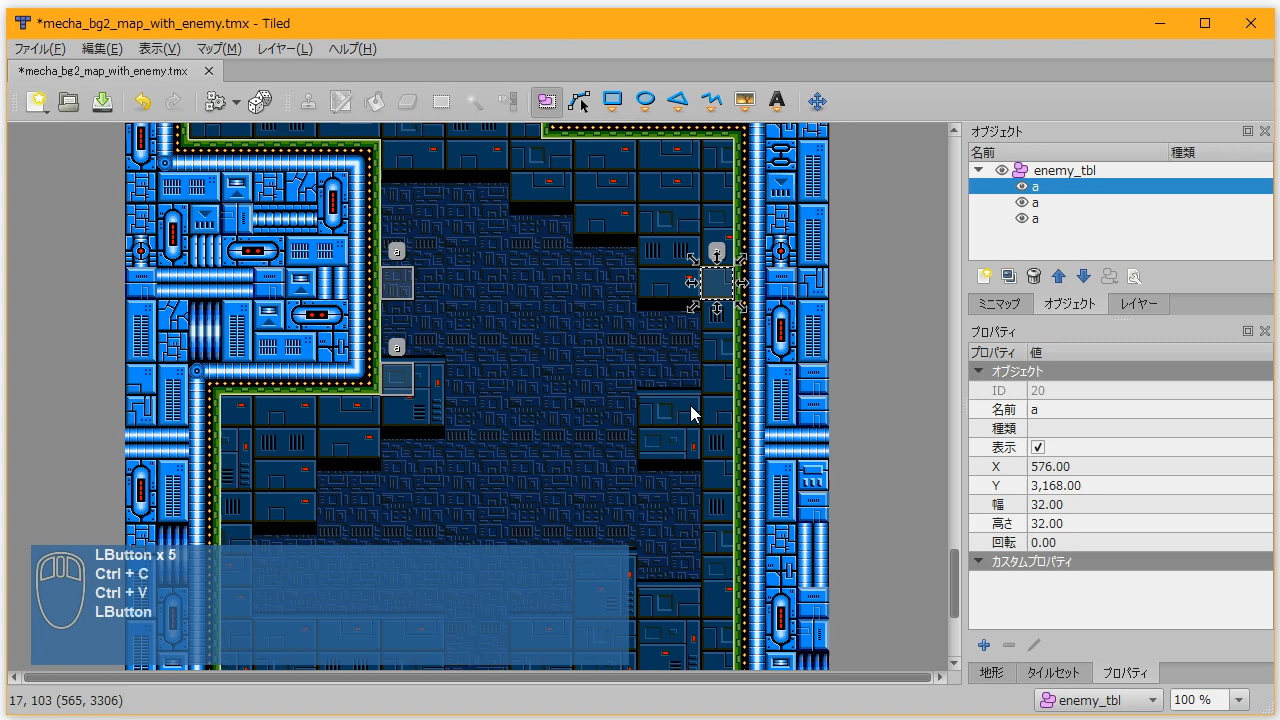 *mecha_bg2_map_with_enemy.tmx - Tiled
ファイル(F) 編集(E) 表示(V) マップ(M) レイヤー(L) ヘルプ(H)
*mecha_bg2_map_with_enemy.tmx
オブジェクト
名前 種類
enemy_tbl
a
a
a
ミニマップ オブジェクト レイヤー
プロパティ
プロパティ 値
オブジェクト
ID 20
名前 a
種類
表示
X 576.00
Y 3,168.00
幅 32.00
高さ 32.00
回転 0.00
カスタムプロパティ
地形 タイルセット プロパティ
a
a
a
LButton x 5
Ctrl + C
Ctrl + V
LButton
17, 103 (565, 3306)
enemy_tbl
100 %